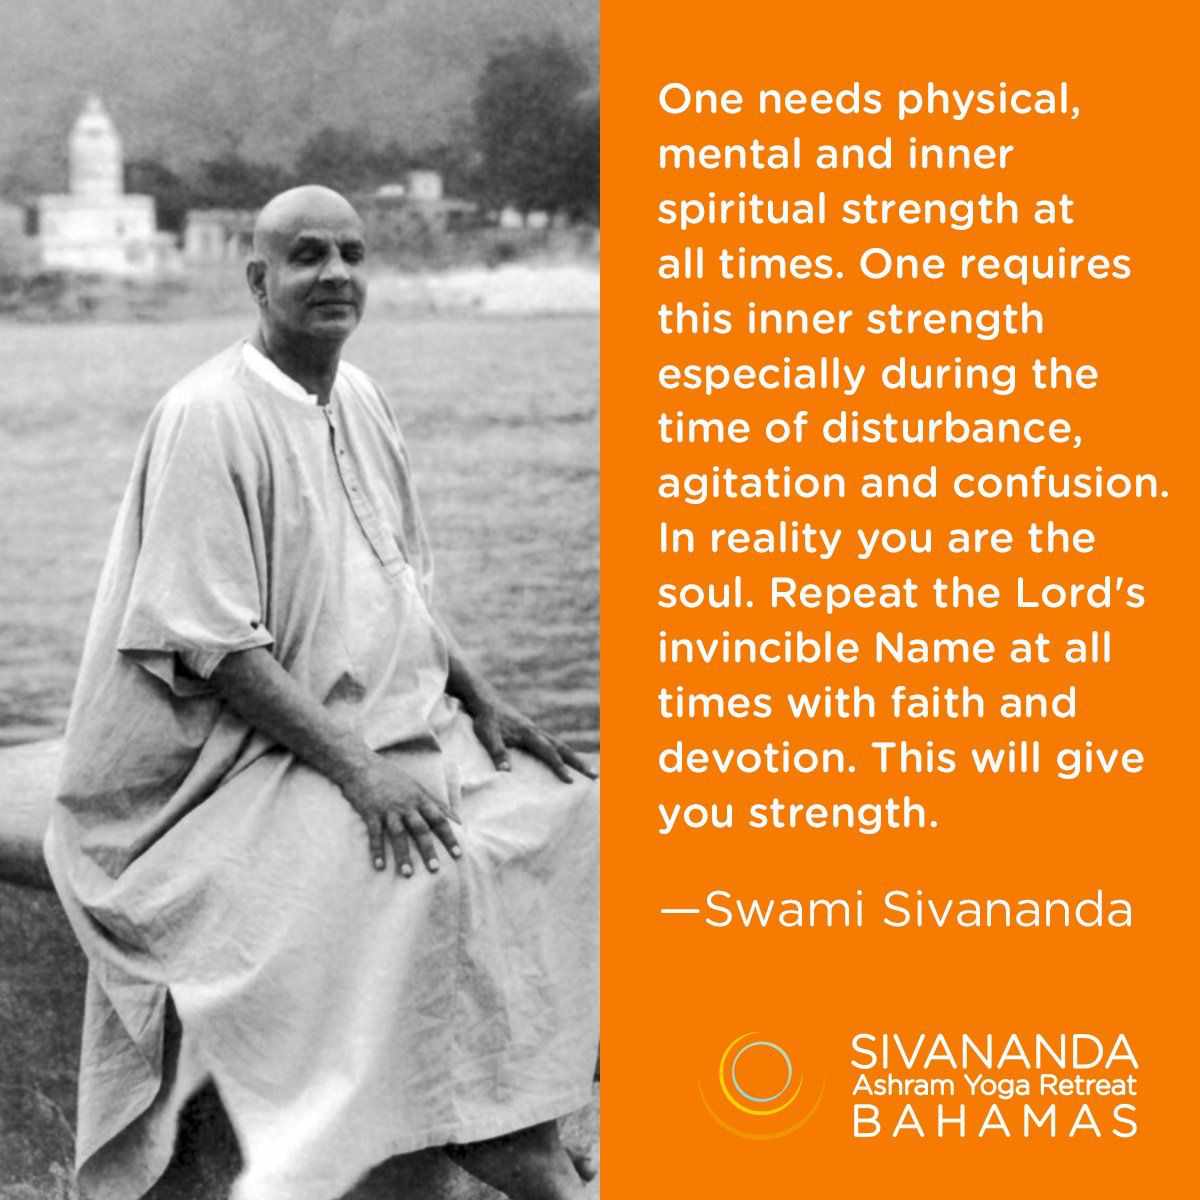 One needs physical,
mental and inner
spiritual strength at
all times. One requires
this inner strength
especially during the
time of disturbance,
agitation and confusion.
In reality you are the
soul. Repeat the Lord's
invincible Name at all
times with faith and
devotion. This will give
you strength.
—Swami Sivananda
SIVANANDA
Ashram Yoga Retreat
BAHAMAS